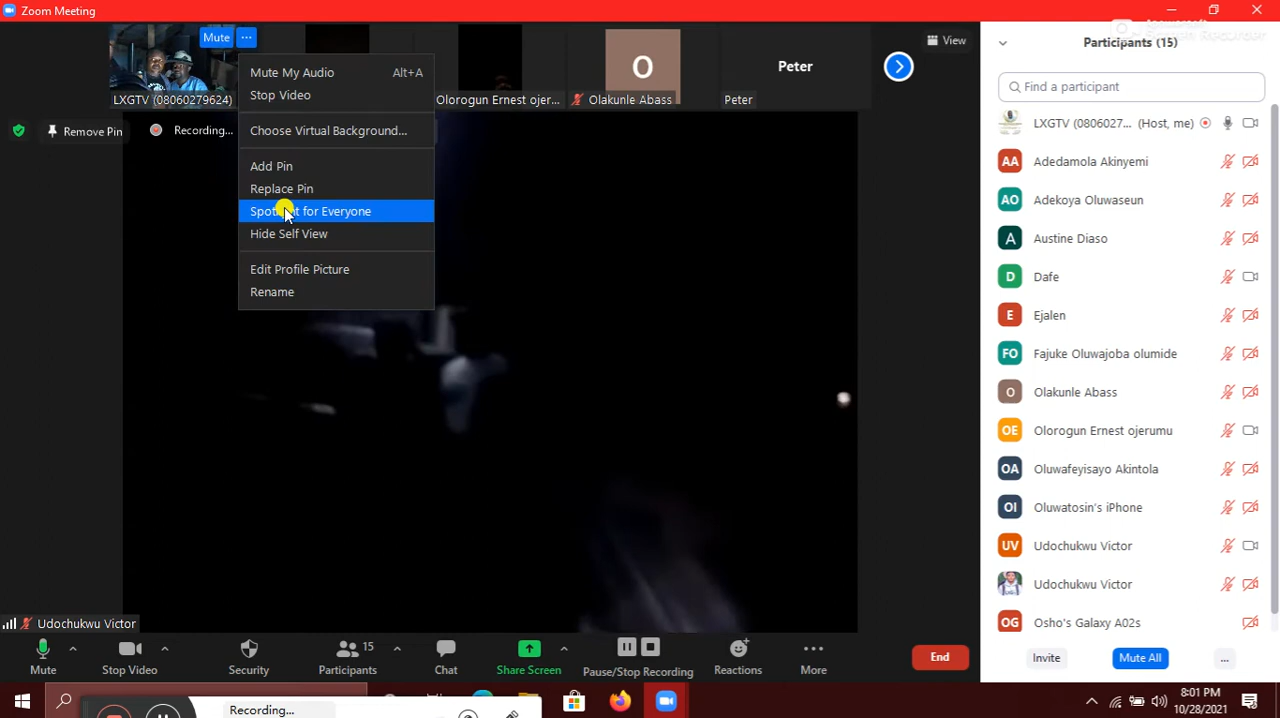 Zoom Meeting
Mute
...
LXGTV (08060279624)
Mute My Audio Alt+A
Stop Video
Choose Virtual Background...
Add Pin
Replace Pin
for Everyone
Hide Self View
Edit Profile Picture
Rename
Olorogun Ernest ojer...
O
Olakunle Abass
Peter
Peter
View
Remove Pin
Recording...
Udochukwu Victor
Participants (15)
Find a participant
LXGTV (0806027... (Host, me)
AA Adedamola Akinyemi
AO Adekoya Oluwaseun
A Austine Diaso
D Dafe
E Ejalen
FO Fajuke Oluwajoba olumide
O Olakunle Abass
OE Olorogun Ernest ojerumu
OA Oluwafeyisayo Akintola
OI Oluwatosin's iPhone
UV Udochukwu Victor
Udochukwu Victor
OG Osho's Galaxy A02s
Invite
Mute All
...
Mute
Stop Video
Security
15
Participants
Chat
Share Screen
Pause/Stop Recording
Reactions
More
End
Recording...
8:01 PM
10/28/2021